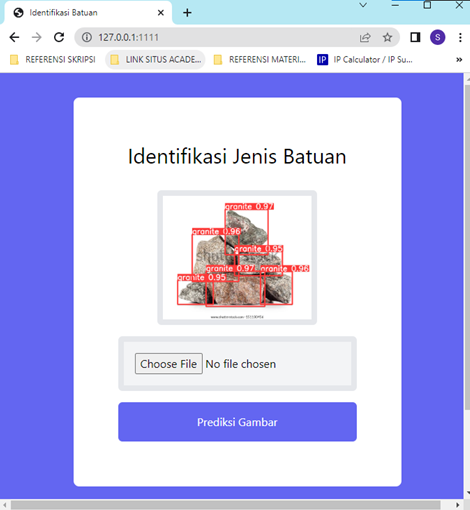 Identifikasi Batuan
127.0.0.1:1111
S
REFERENSI SKRIPSI
LINK SITUS ACADE...
REFERENSI MATERI...
IP
IP Calculator / IP Su...
»
Identifikasi Jenis Batuan
granite 0.97
granite 0.96
granite 0.95
granite 0.97
granite 0.96
granite 0.95
Choose File No file chosen
Prediksi Gambar